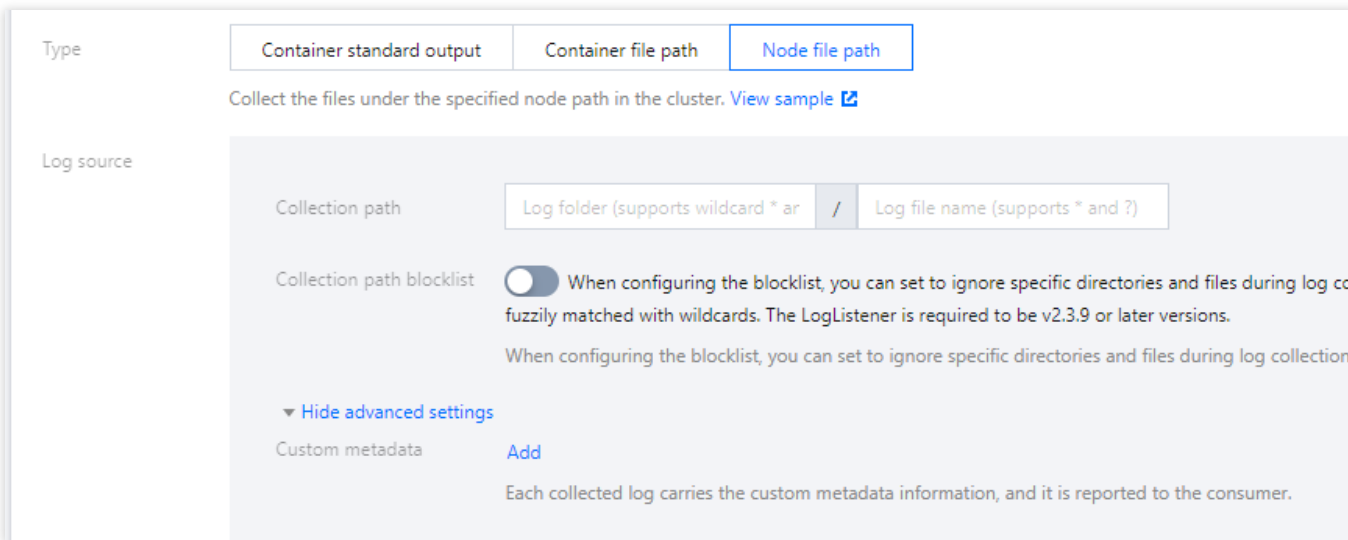 Type
Container standard output
Container file path
Node file path
Collect the files under the specified node path in the cluster. View sample
Log source
Collection path
Log folder (supports wildcard * ar
/
Log file name (supports * and ?)
Collection path blocklist
When configuring the blocklist, you can set to ignore specific directories and files during log co
fuzzily matched with wildcards. The LogListener is required to be v2.3.9 or later versions.
When configuring the blocklist, you can set to ignore specific directories and files during log collection
Hide advanced settings
Custom metadata
Add
Each collected log carries the custom metadata information, and it is reported to the consumer.